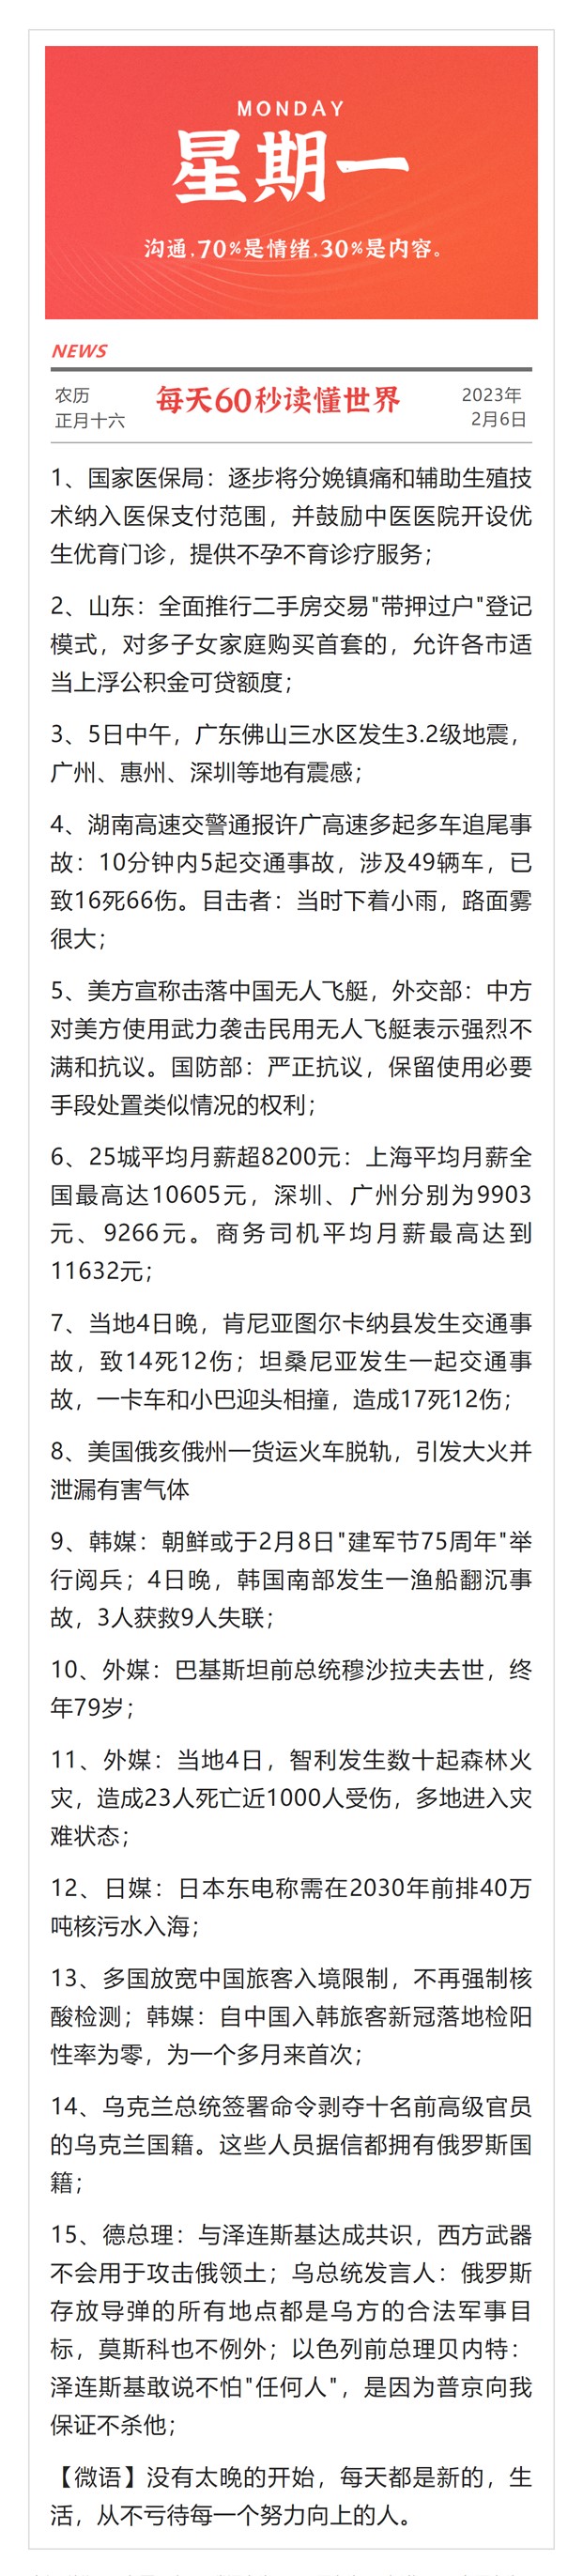 MONDAY
星期一
沟通,70%是情绪,30%是内容。
NEWS
农历
正月十六
每天60秒读懂世界
2023年
2月6日
1、国家医保局：逐步将分娩镇痛和辅助生殖技
术纳入医保支付范围，并鼓励中医医院开设优
生优育门诊，提供不孕不育诊疗服务；
2、山东：全面推行二手房交易"带押过户"登记
模式，对多子女家庭购买首套的，允许各市适
当上浮公积金可贷额度；
3、5日中午，广东佛山三水区发生3.2级地震，
广州、惠州、深圳等地有震感；
4、湖南高速交警通报许广高速多起多车追尾事
故：10分钟内5起交通事故，涉及49辆车，已
致16死66伤。目击者：当时下着小雨，路面雾
很大；
5、美方宣称击落中国无人飞艇，外交部：中方
对美方使用武力袭击民用无人飞艇表示强烈不
满和抗议。国防部：严正抗议，保留使用必要
手段处置类似情况的权利；
6、25城平均月薪超8200元：上海平均月薪全
国最高达10605元，深圳、广州分别为9903
元、9266元。商务司机平均月薪最高达到
11632元；
7、当地4日晚，肯尼亚图尔卡纳县发生交通事
故，致14死12伤；坦桑尼亚发生一起交通事
故，一卡车和小巴迎头相撞，造成17死12伤；
8、美国俄亥俄州一货运火车脱轨，引发大火并
泄漏有害气体
9、韩媒：朝鲜或于2月8日"建军节75周年"举
行阅兵；4日晚，韩国南部发生一渔船翻沉事
故，3人获救9人失联；
10、外媒：巴基斯坦前总统穆沙拉夫去世，终
年79岁；
11、外媒：当地4日，智利发生数十起森林火
灾，造成23人死亡近1000人受伤，多地进入灾
难状态；
12、日媒：日本东电称需在2030年前排40万
吨核污水入海；
13、多国放宽中国旅客入境限制，不再强制核
酸检测；韩媒：自中国入韩旅客新冠落地检阳
性率为零，为一个多月来首次；
14、乌克兰总统签署命令剥夺十名前高级官员
的乌克兰国籍。这些人员据信都拥有俄罗斯国
籍；
15、德总理：与泽连斯基达成共识，西方武器
不会用于攻击俄领土；乌总统发言人：俄罗斯
存放导弹的所有地点都是乌方的合法军事目
标，莫斯科也不例外；以色列前总理贝内特：
泽连斯基敢说不怕"任何人"，是因为普京向我
保证不杀他；
【微语】没有太晚的开始，每天都是新的，生
活，从不亏待每一个努力向上的人。